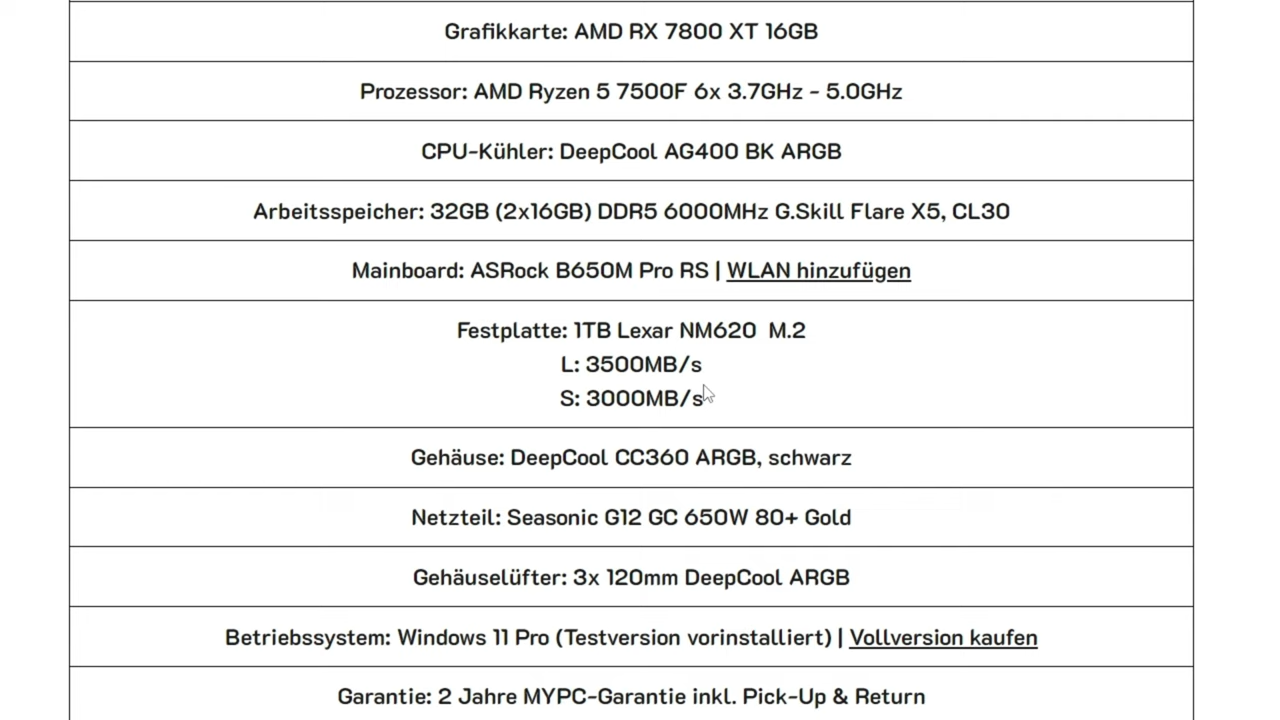 Grafikkarte: AMD RX 7800 XT 16GB
Prozessor: AMD Ryzen 5 7500F 6x 3.7GHz - 5.0GHz
CPU-Kühler: DeepCool AG400 BK ARGB
Arbeitsspeicher: 32GB (2x16GB) DDR5 6000MHz G.Skill Flare X5, CL30
Mainboard: ASRock B650M Pro RS | WLAN hinzufügen
Festplatte: 1TB Lexar NM620 M.2
L: 3500MB/s
S: 3000MB/s
Gehäuse: DeepCool CC360 ARGB, schwarz
Netzteil: Seasonic G12 GC 650W 80+ Gold
Gehäuselüfter: 3x 120mm DeepCool ARGB
Betriebssystem: Windows 11 Pro (Testversion vorinstalliert) | Vollversion kaufen
Garantie: 2 Jahre MYPC-Garantie inkl. Pick-Up & Return